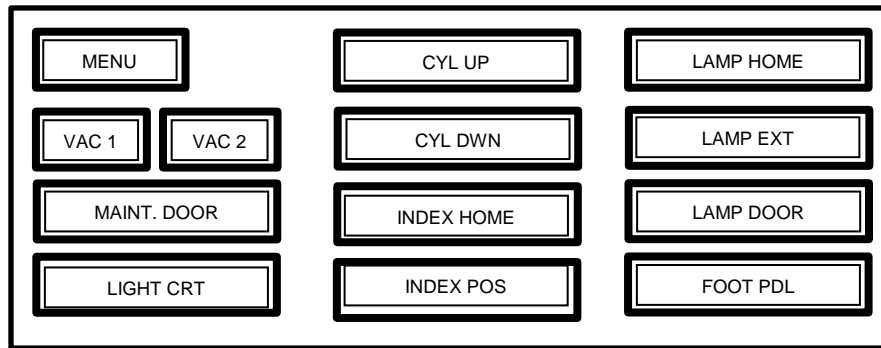 MENU
CYL UP
LAMP HOME
VAC 1
VAC 2
CYL DWN
LAMP EXT
MAINT. DOOR
INDEX HOME
LAMP DOOR
LIGHT CRT
INDEX POS
FOOT PDL